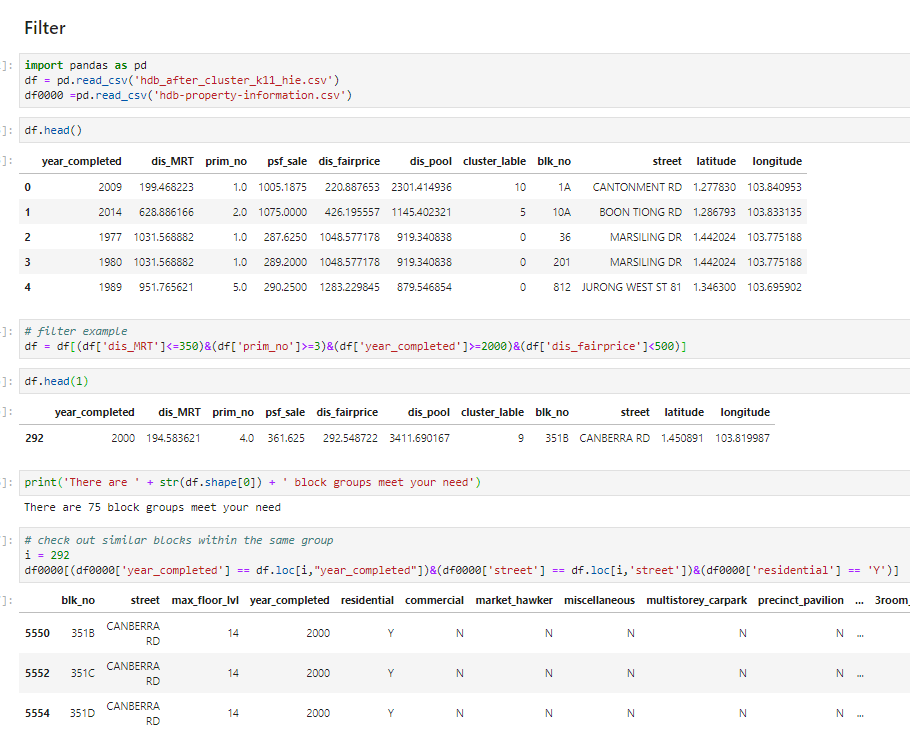 Filter
]:
import pandas as pd
df = pd.read_csv('hdb_after_cluster_k11_hie.csv')
df0000 =pd.read_csv('hdb-property-information.csv')
]: df.head()
]: year_completed dis_MRT prim_no psf_sale dis_fairprice dis_pool cluster_lable blk_no street latitude longitude
0 2009 199.468223 1.0 1005.1875 220.887653 2301.414936 10 1A CANTONMENT RD 1.277830 103.840953
1 2014 628.886166 2.0 1075.0000 426.195557 1145.402321 5 10A BOON TIONG RD 1.286793 103.833135
2 1977 1031.568882 1.0 287.6250 1048.577178 919.340838 0 36 MARSILING DR 1.442024 103.775188
3 1980 1031.568882 1.0 289.2000 1048.577178 919.340838 0 201 MARSILING DR 1.442024 103.775188
4 1989 951.765621 5.0 290.2500 1283.229845 879.546854 0 812 JURONG WEST ST 81 1.346300 103.695902
]: # filter example
df = df[(df['dis_MRT']<=350)&(df['prim_no']>=3)&(df['year_completed']>=2000)&(df['dis_fairprice']<500)]
]: df.head(1)
]: year_completed dis_MRT prim_no psf_sale dis_fairprice dis_pool cluster_lable blk_no street latitude longitude
292 2000 194.583621 4.0 361.625 292.548722 3411.690167 9 351B CANBERRA RD 1.450891 103.819987
]: print('There are ' + str(df.shape[0]) + ' block groups meet your need')
There are 75 block groups meet your need
]: # check out similar blocks within the same group
i = 292
df0000[(df0000['year_completed'] == df.loc[i,"year_completed"])&(df0000['street'] == df.loc[i,'street'])&(df0000['residential'] == 'Y')]
]: blk_no street max_floor_lvl year_completed residential commercial market_hawker miscellaneous multistorey_carpark precinct_pavilion ... 3room_
5550 351B CANBERRA RD 14 2000 Y N N N N N ...
5552 351C CANBERRA RD 14 2000 Y N N N N N ...
5554 351D CANBERRA RD 14 2000 Y N N N N N ...